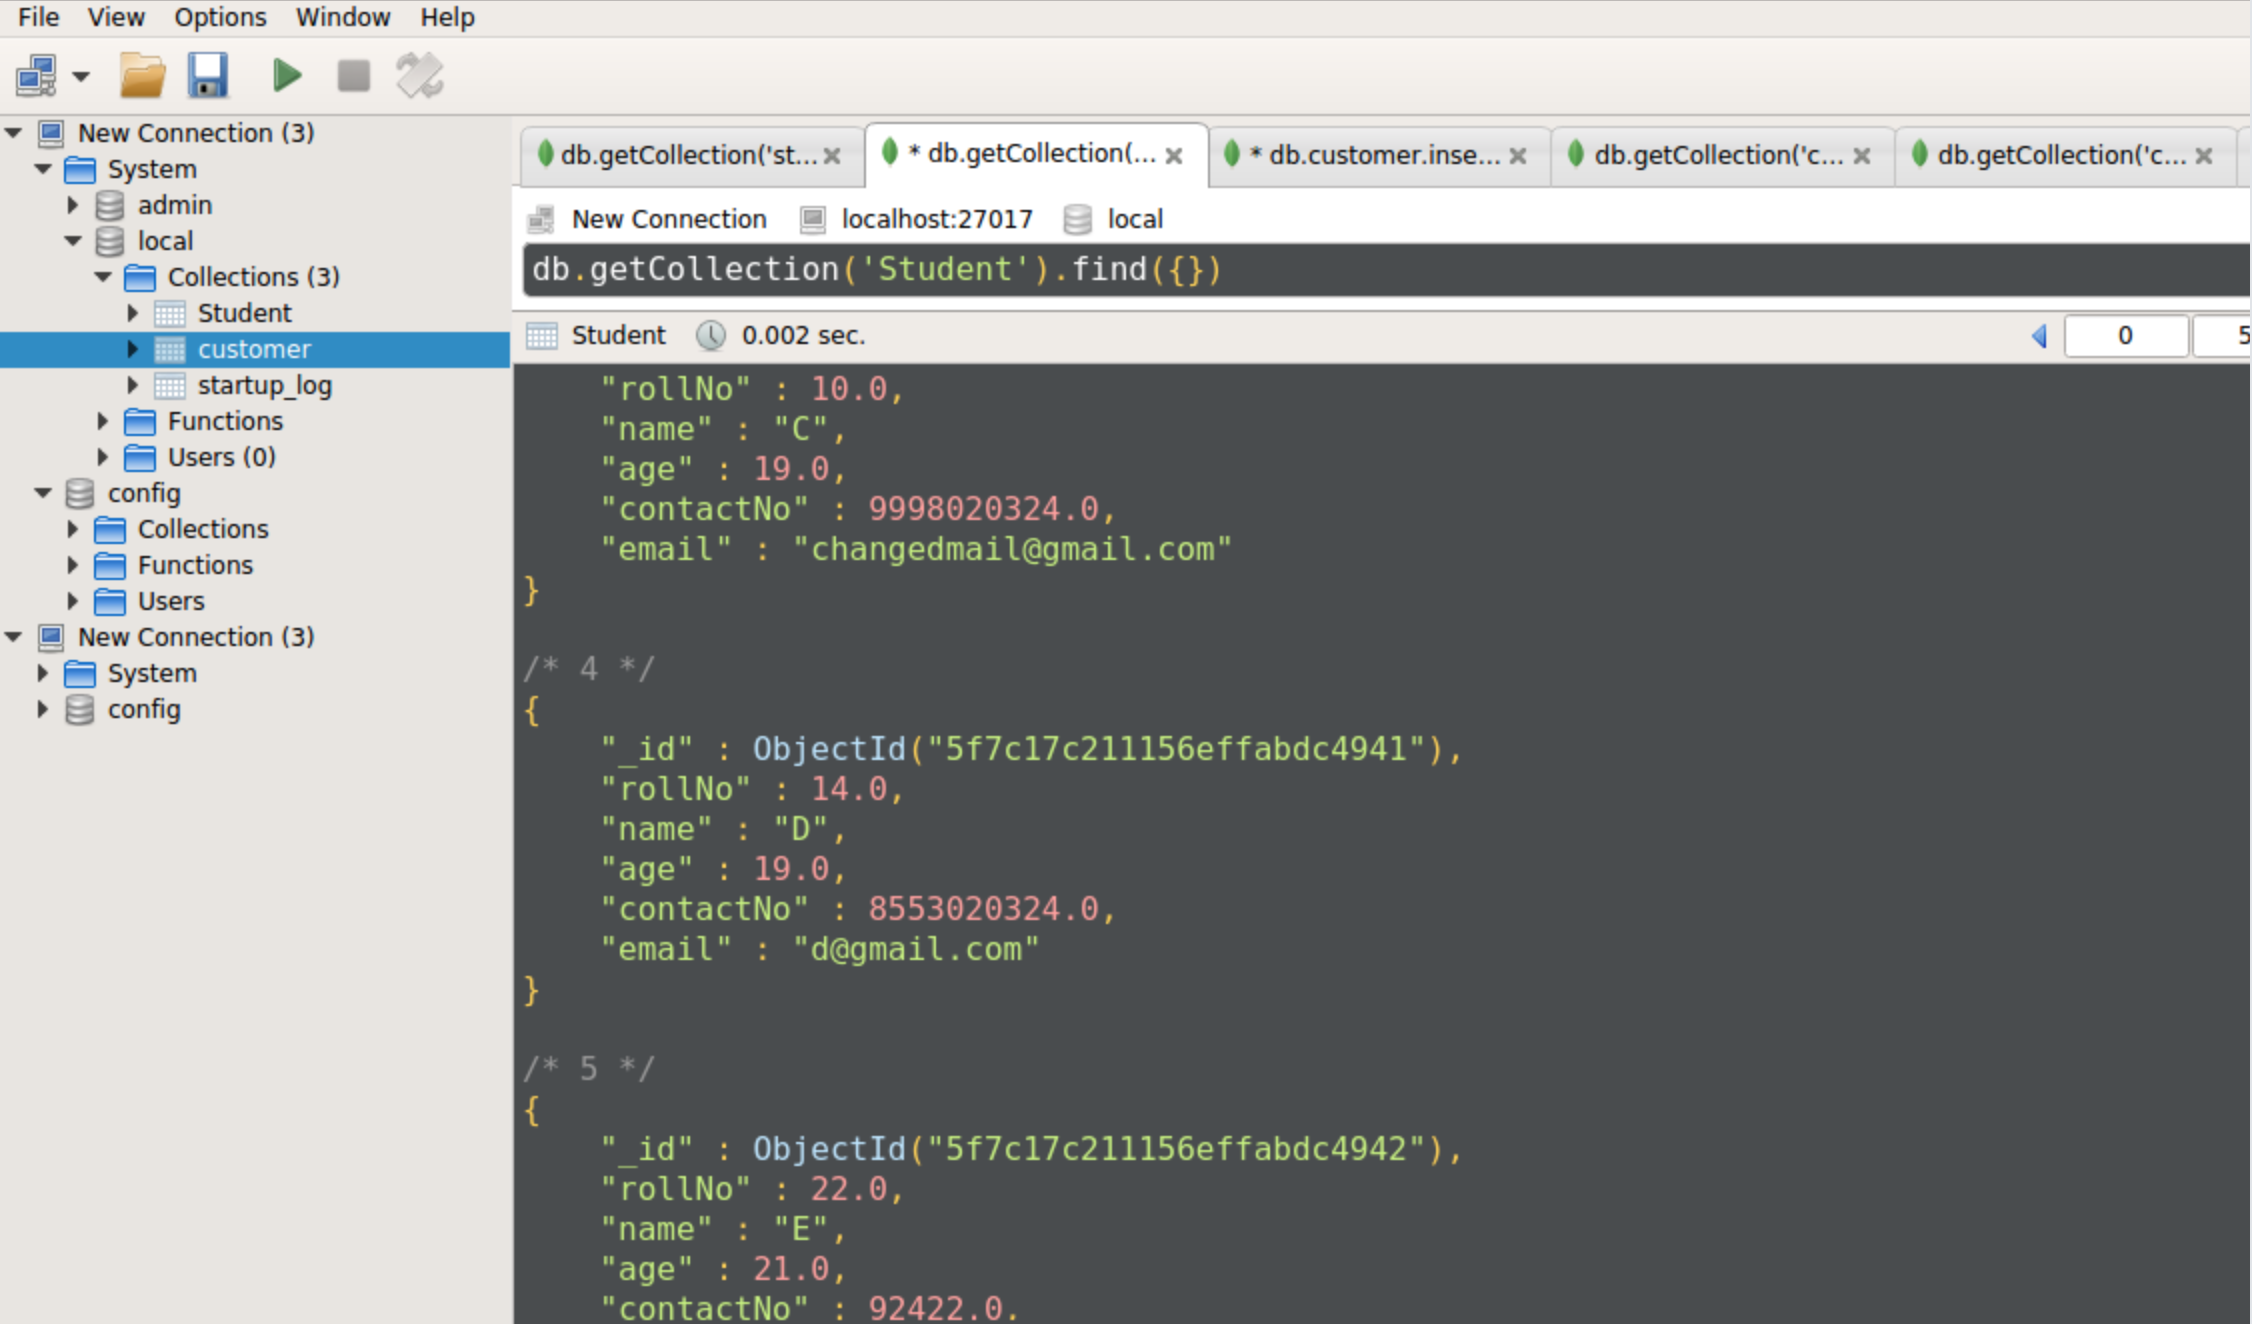 File View Options Window Help
New Connection (3)
System
admin
local
Collections (3)
Student
customer
startup_log
Functions
Users (0)
config
Collections
Functions
Users
New Connection (3)
System
config
db.getCollection('st... * db.getCollection(... * db.customer.inse... db.getCollection('c... db.getCollection('c...
New Connection localhost:27017 local
db.getCollection('Student').find({})
Student 0.002 sec. 0 5
"rollNo" : 10.0,
"name" : "C",
"age" : 19.0,
"contactNo" : 9998020324.0,
"email" : "changedmail@gmail.com"
}
/* 4 */
{
"_id" : ObjectId("5f7c17c211156effabdc4941"),
"rollNo" : 14.0,
"name" : "D",
"age" : 19.0,
"contactNo" : 8553020324.0,
"email" : "d@gmail.com"
}
/* 5 */
{
"_id" : ObjectId("5f7c17c211156effabdc4942"),
"rollNo" : 22.0,
"name" : "E",
"age" : 21.0,
"contactNo" : 92422.0,